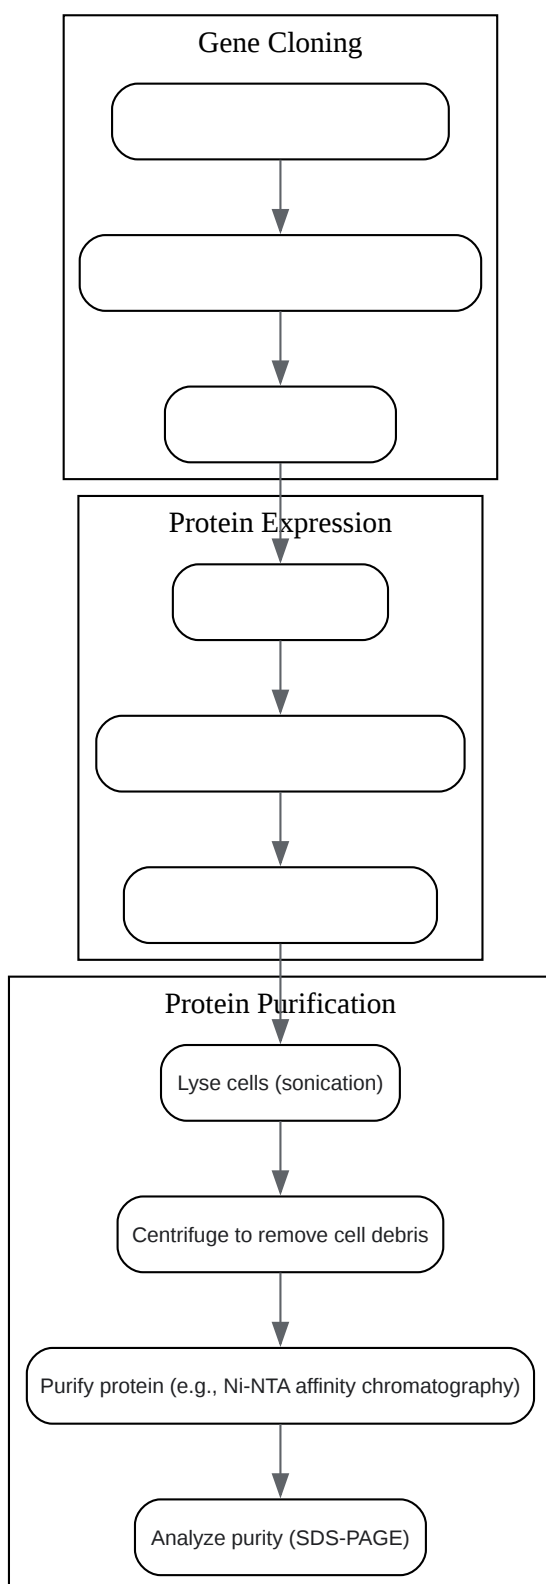 Gene Cloning
Protein Expression
Protein Purification
Lyse cells (sonication)
Centrifuge to remove cell debris
Purify protein (e.g., Ni-NTA affinity chromatography)
Analyze purity (SDS-PAGE)